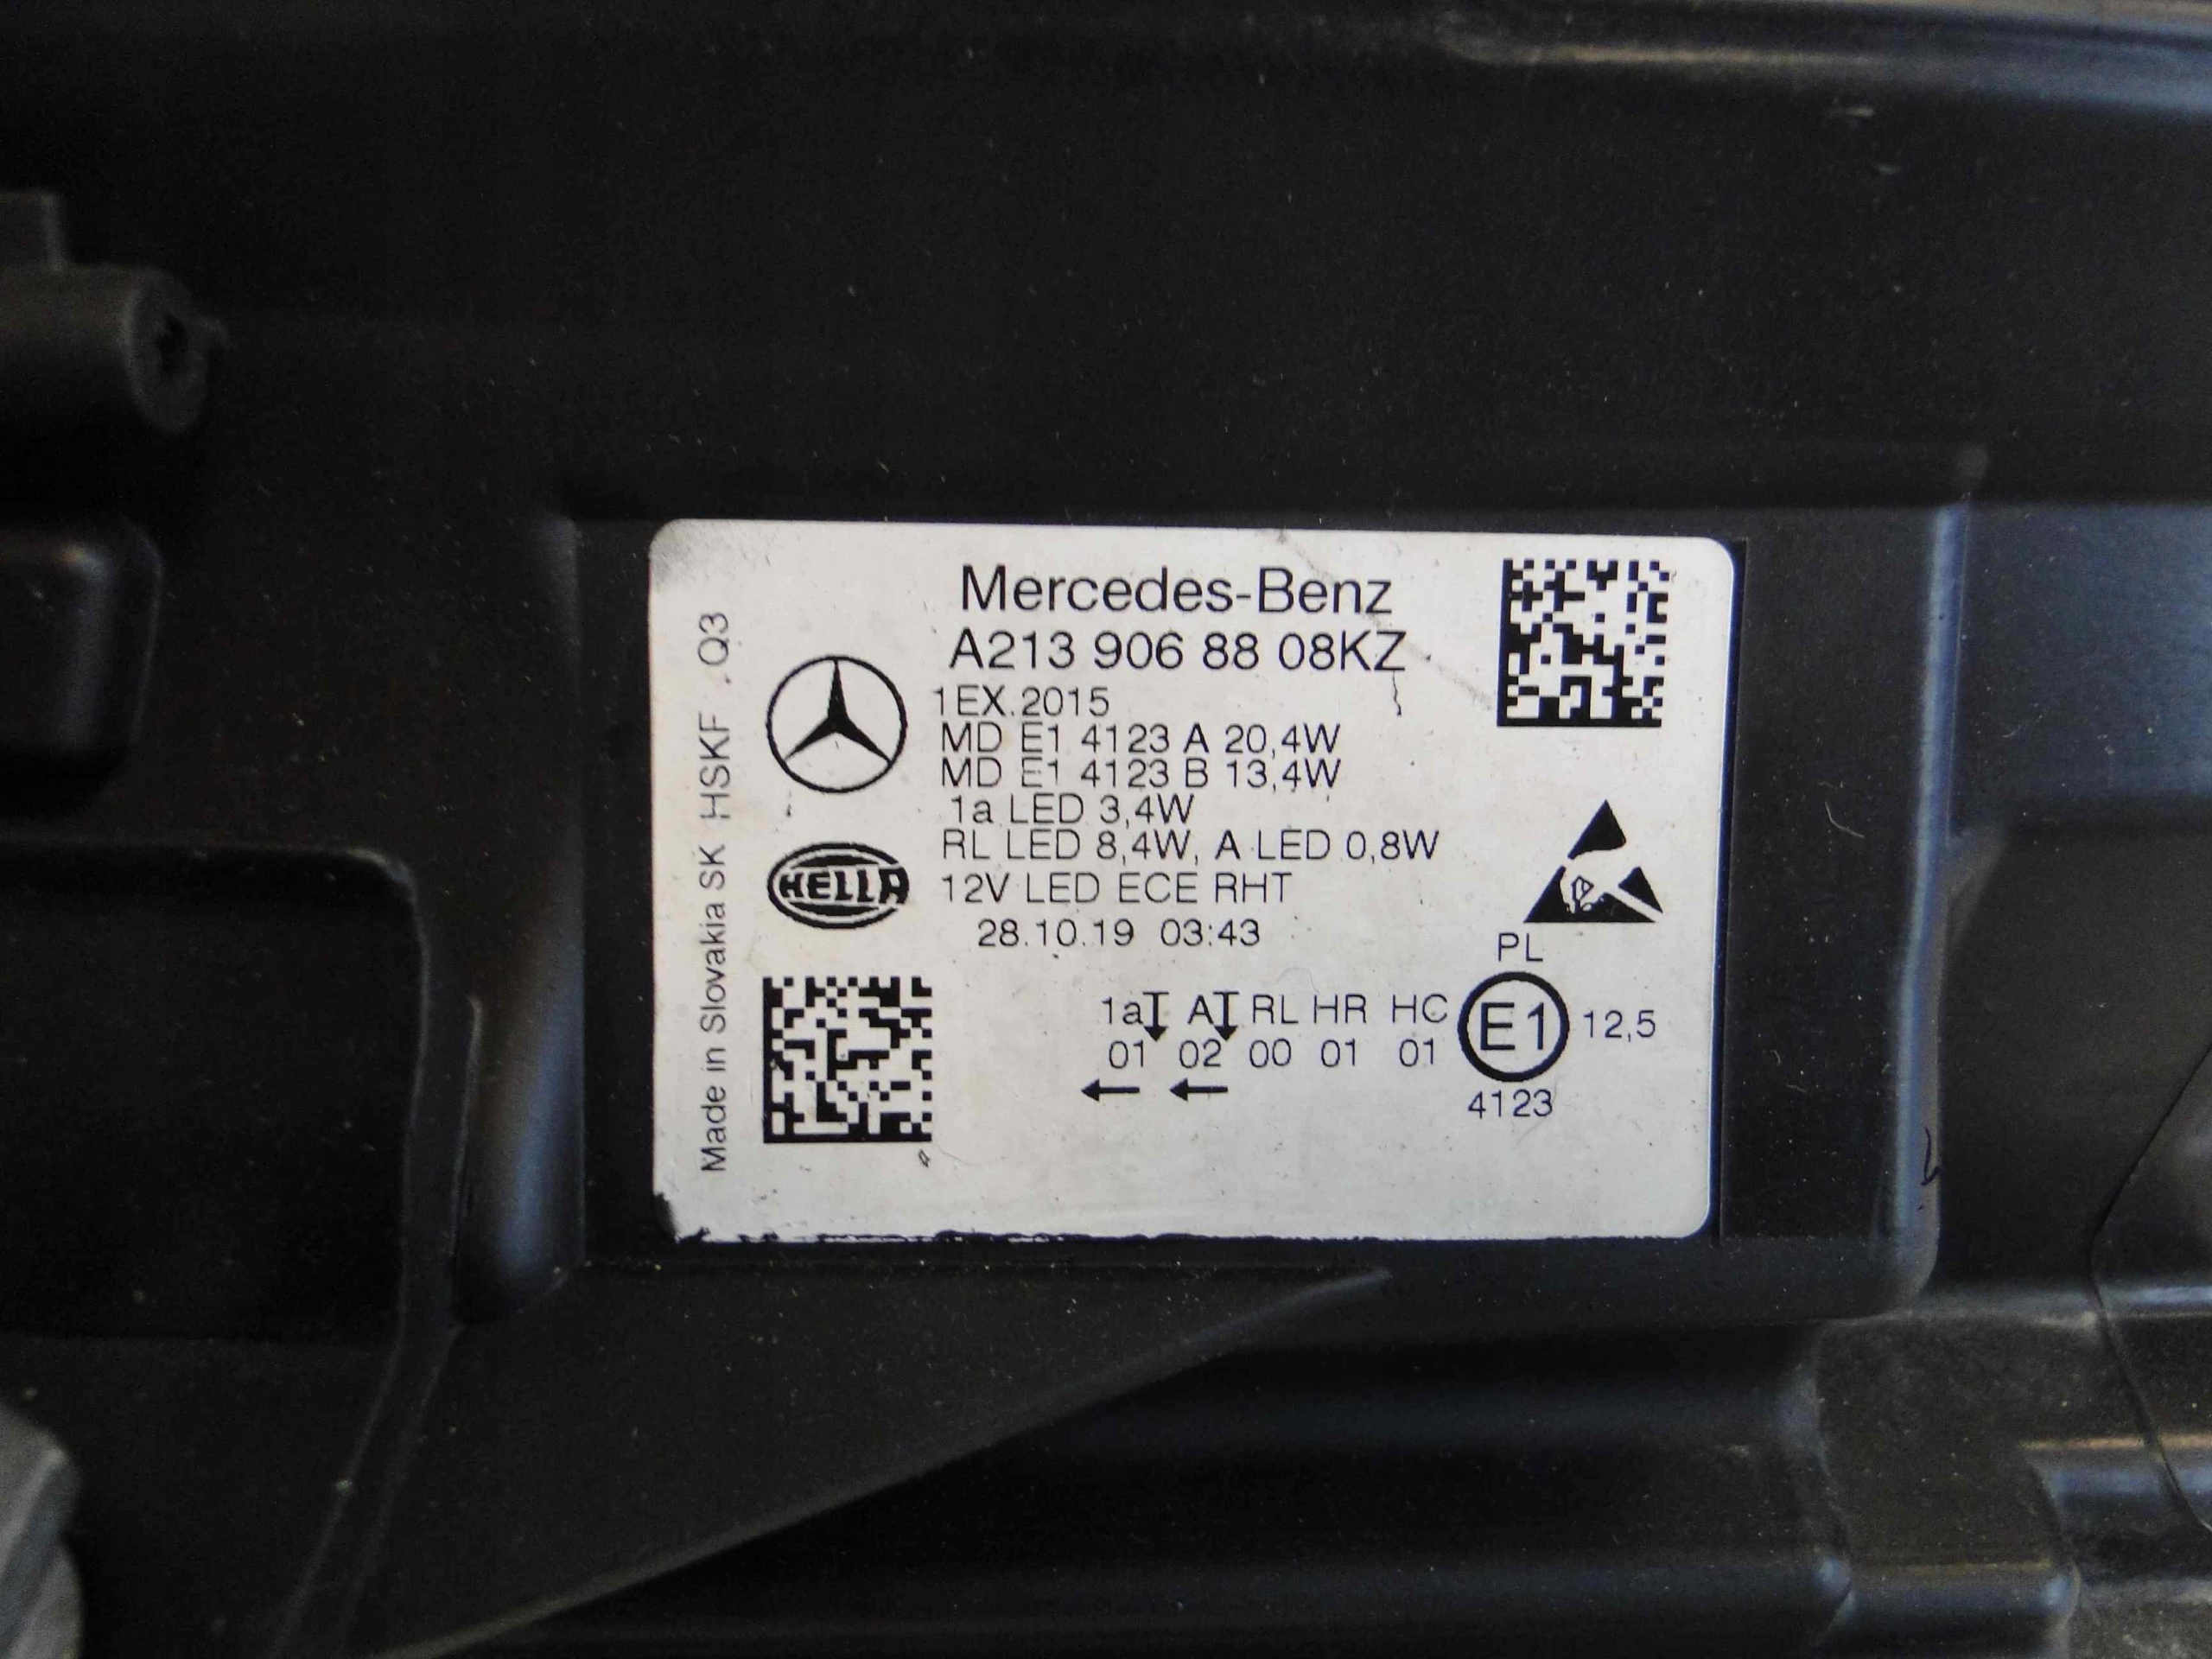 Mercedes-Benz
A213 906 88 08KZ
1EX.2015
MD E1 4123 A 20,4W
MD E1 4123 B 13,4W
1a LED 3,4W
RL LED 8,4W, A LED 0,8W
12V LED ECE RHT
28.10.19 03:43
HELLA
Made in Slovakia SK HSKF .Q3
PL
1a A RL HR HC
01 02 00 01 01
E1 12,5
4123